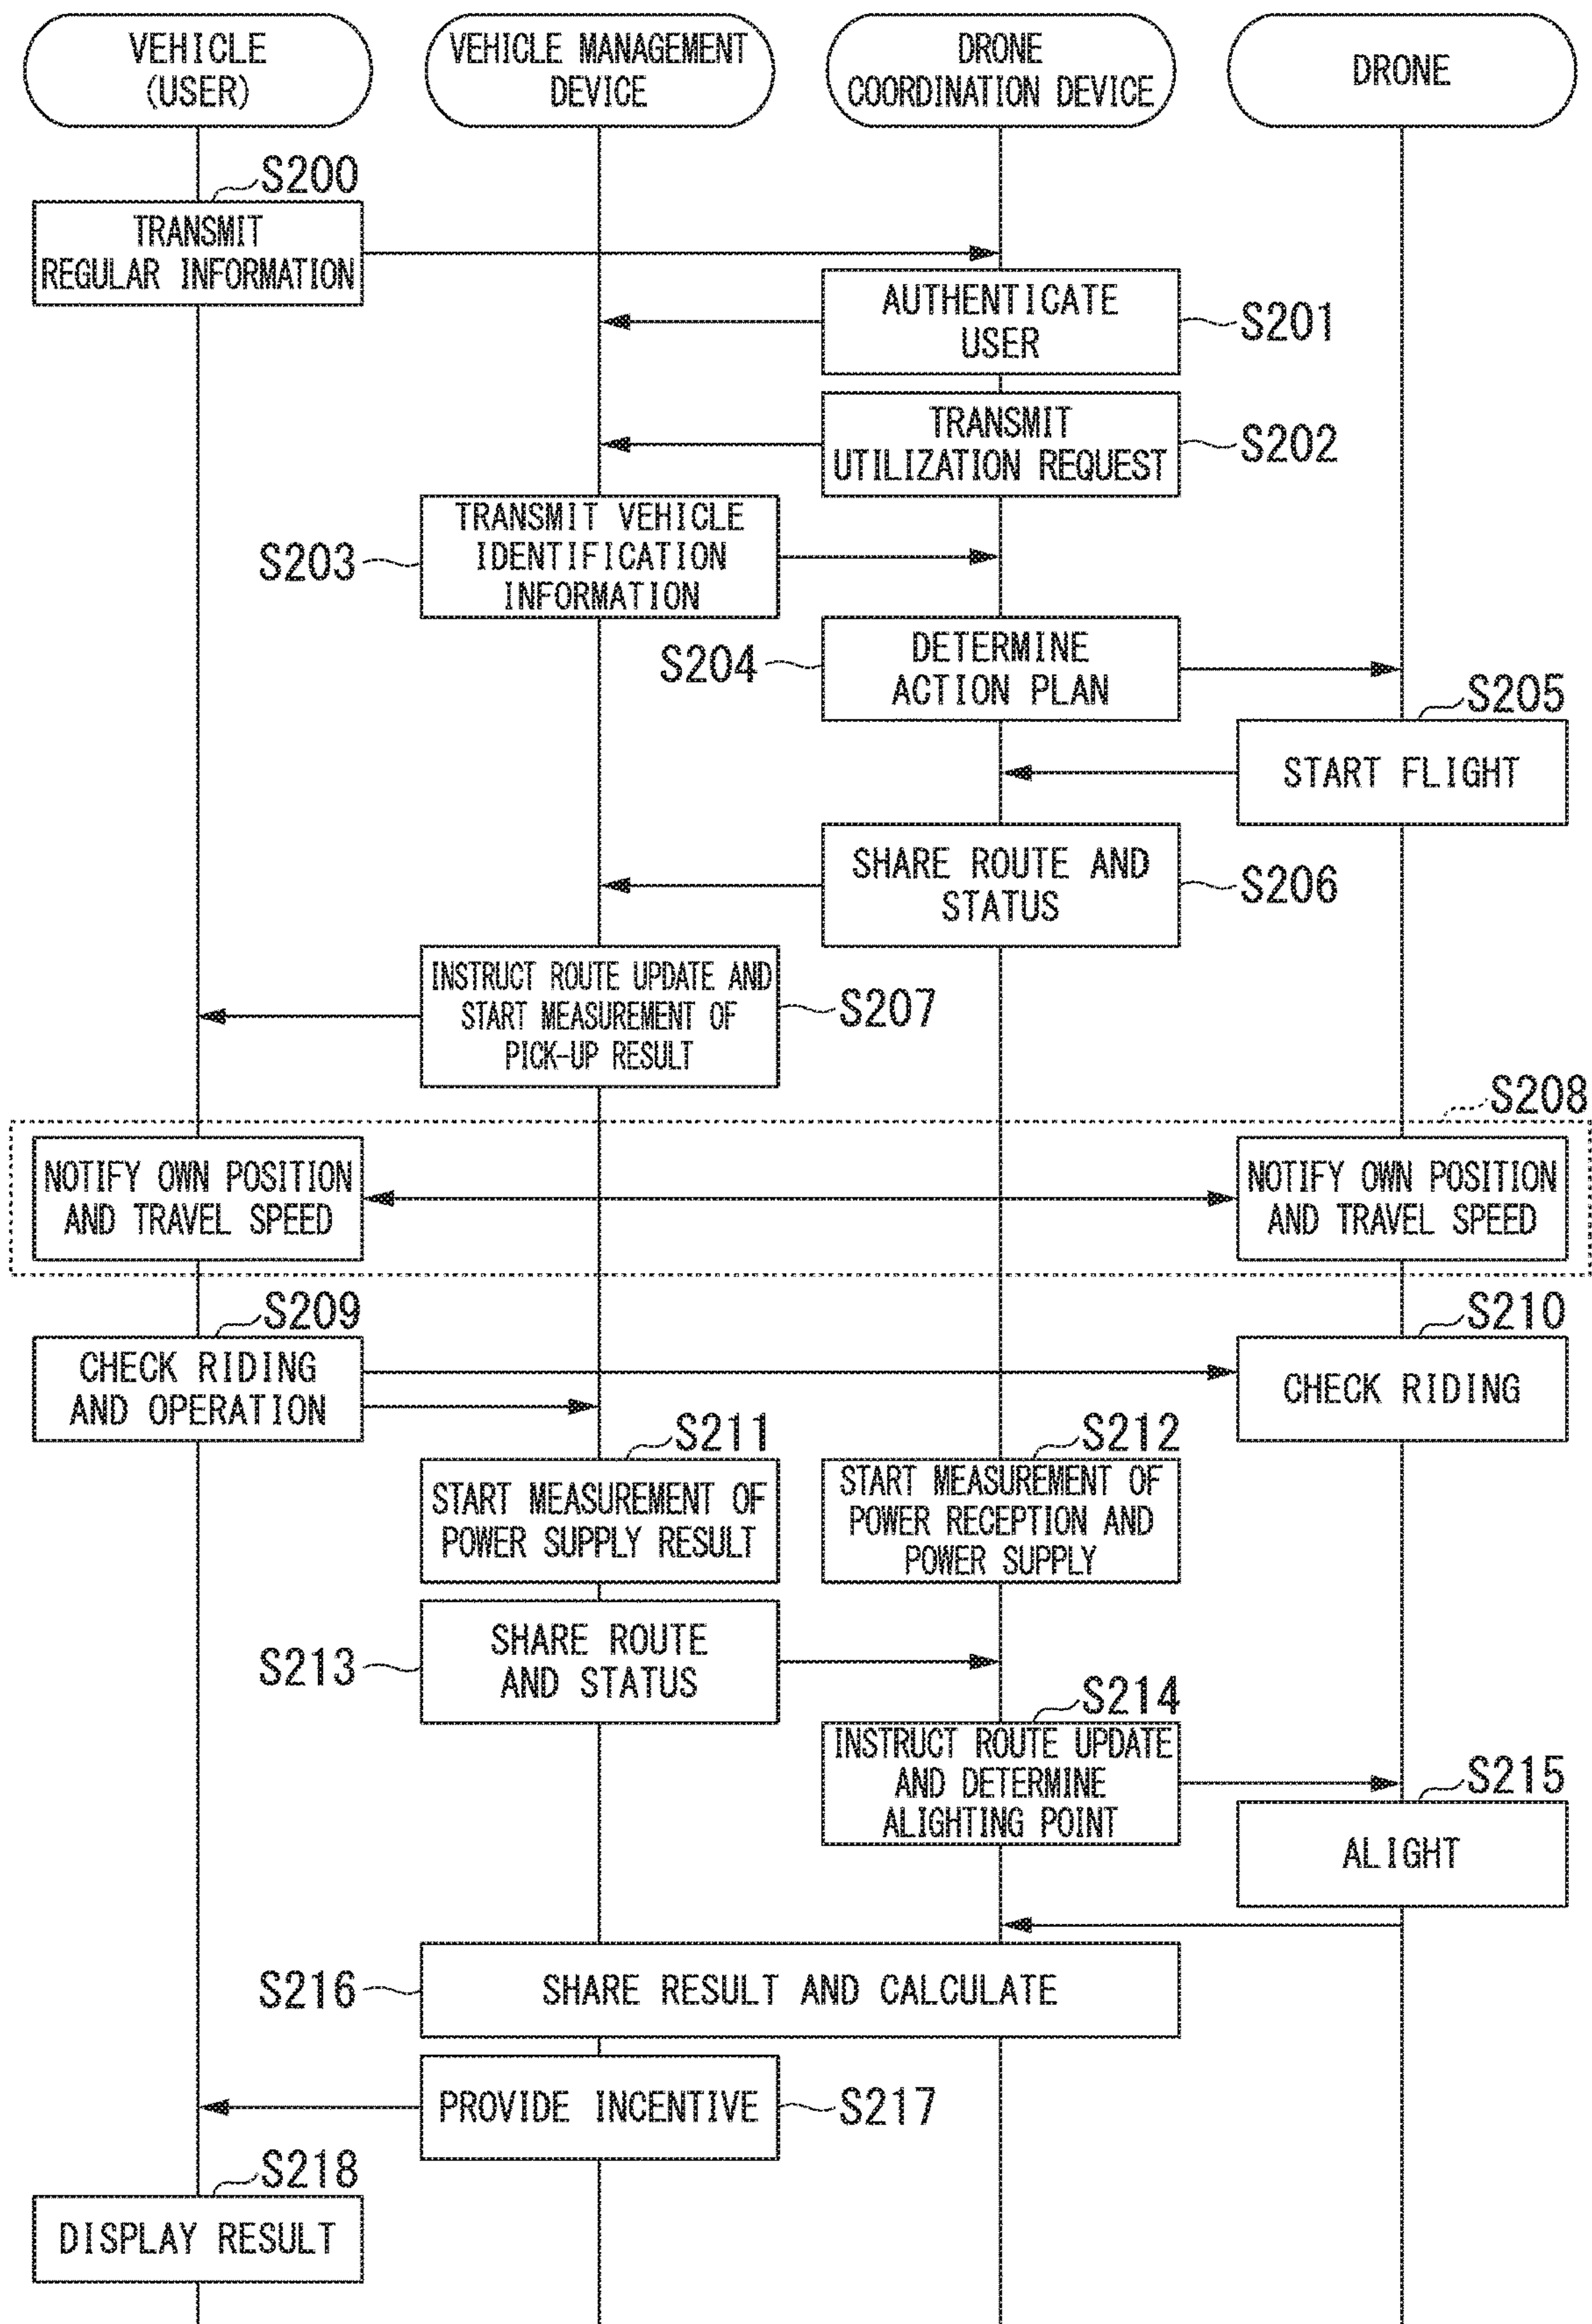 VEHICLE
(USER)
VEHICLE MANAGEMENT
DEVICE
DRONE
COORDINATION DEVICE
DRONE
S200
TRANSMIT
REGULAR INFORMATION
AUTHENTICATE
USER
S201
TRANSMIT
UTILIZATION REQUEST
S202
S203
TRANSMIT VEHICLE
IDENTIFICATION
INFORMATION
S204
DETERMINE
ACTION PLAN
S205
START FLIGHT
SHARE ROUTE AND
STATUS
S206
INSTRUCT ROUTE UPDATE AND
START MEASUREMENT OF
PICK-UP RESULT
S207
S208
NOTIFY OWN POSITION
AND TRAVEL SPEED
NOTIFY OWN POSITION
AND TRAVEL SPEED
S209
CHECK RIDING
AND OPERATION
S210
CHECK RIDING
S211
START MEASUREMENT OF
POWER SUPPLY RESULT
S212
START MEASUREMENT OF
POWER RECEPTION AND
POWER SUPPLY
S213
SHARE ROUTE
AND STATUS
S214
INSTRUCT ROUTE UPDATE
AND DETERMINE
ALIGHTING POINT
S215
ALIGHT
S216
SHARE RESULT AND CALCULATE
PROVIDE INCENTIVE
S217
S218
DISPLAY RESULT